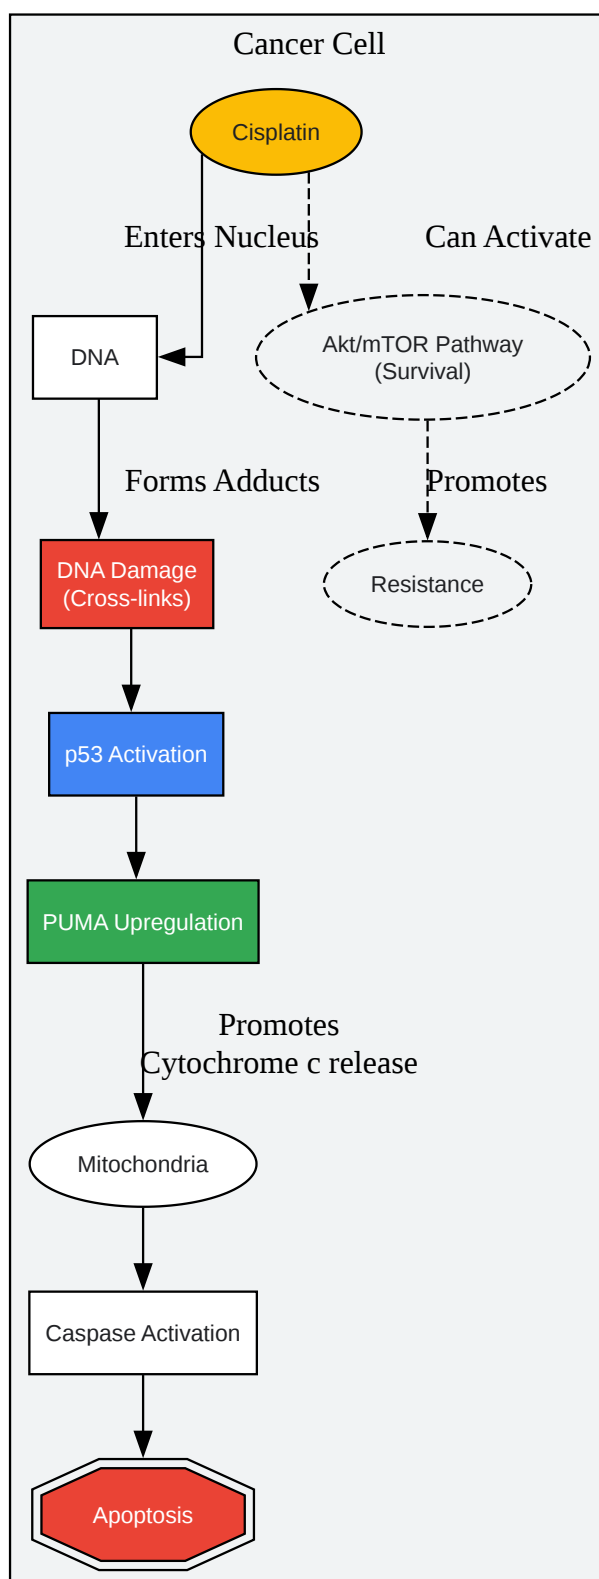 Cancer Cell
Cisplatin
Enters Nucleus
Can Activate
DNA
Akt/mTOR Pathway
(Survival)
Forms Adducts
Promotes
DNA Damage
(Cross-links)
Resistance
p53 Activation
PUMA Upregulation
Promotes
Cytochrome c release
Mitochondria
Caspase Activation
Apoptosis